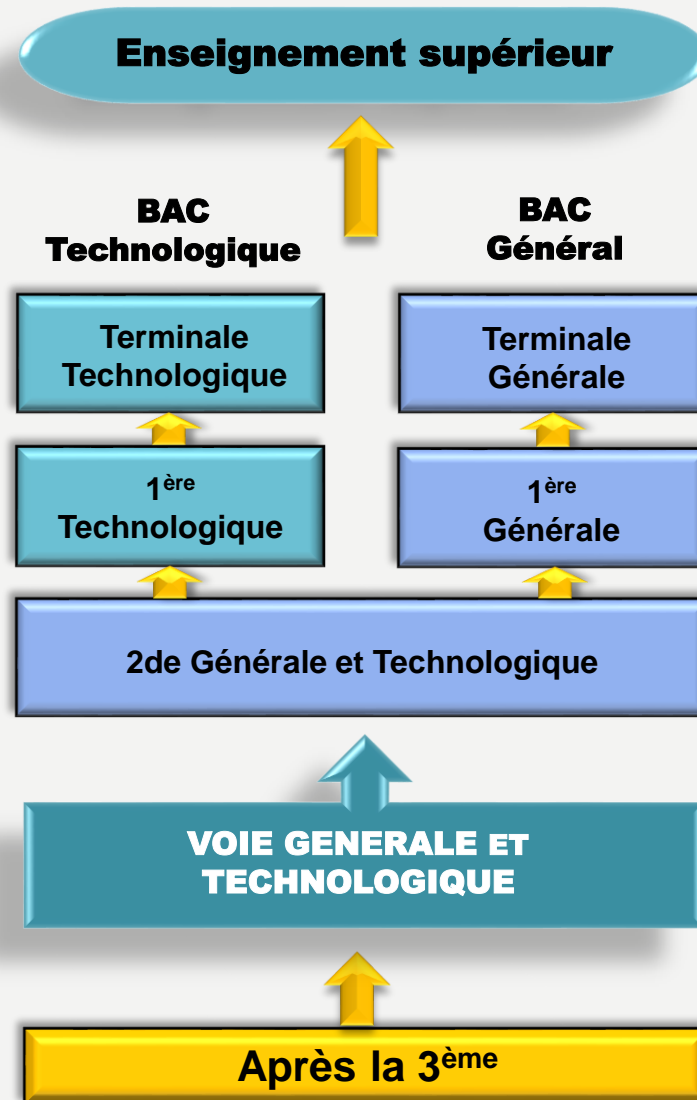 Enseignement supérieur
BAC
Technologique
BAC
Général
Terminale
Technologique
Terminale
Générale
1ère
Technologique
1ère
Générale
2de Générale et Technologique
VOIE GENERALE ET
TECHNOLOGIQUE
Après la 3ème